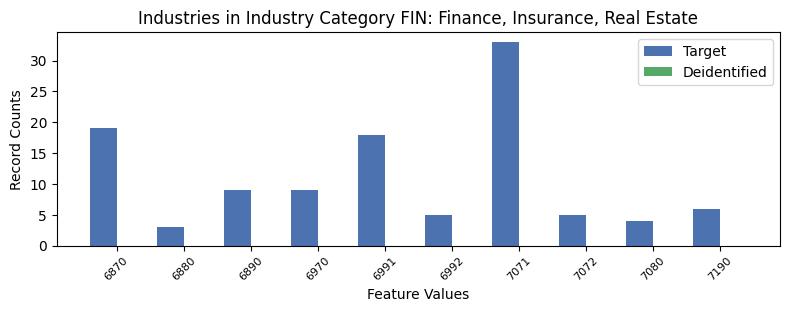 Industries in Industry Category FIN: Finance, Insurance, Real Estate
Target
Deidentified
Record Counts
30
25
20
15
10
5
0
6870 6880 6890 6970 6991 6992 7071 7072 7080 7190
Feature Values